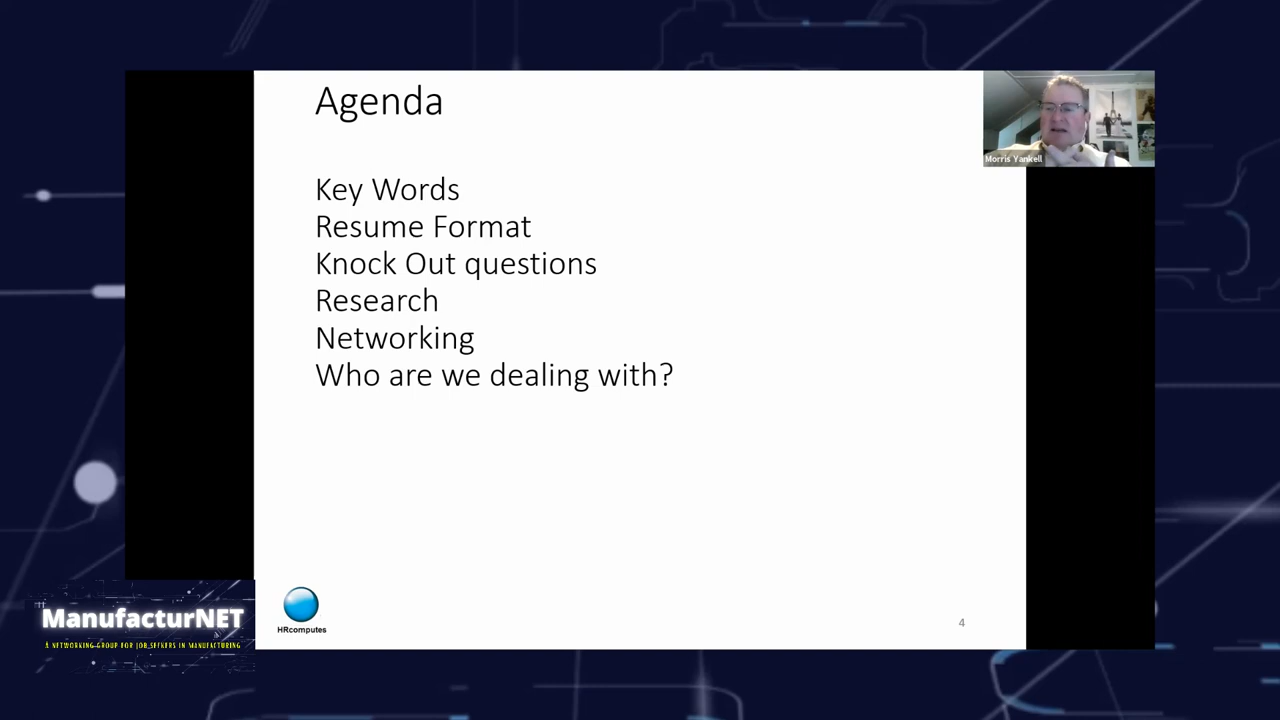 Agenda
Morris Yankell
Key Words
Resume Format
Knock Out questions
Research
Networking
Who are we dealing with?
HRcomputes
4
ManufacturNET
A NETWORKING GROUP FOR JOB SEEKERS IN MANUFACTURING